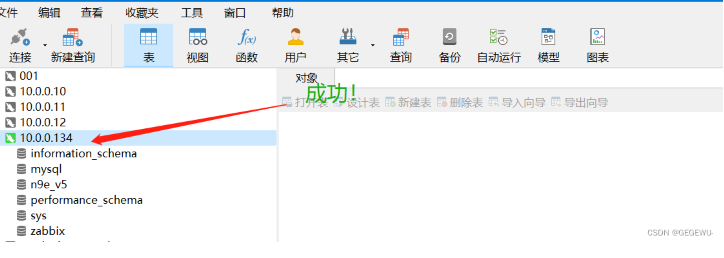 文件 编辑 查看 收藏夹 工具 窗口 帮助
连接 新建查询 表 视图 函数 用户 其它 查询 备份 自动运行 模型 图表
f(x)
001
10.0.0.10
10.0.0.11
10.0.0.12
10.0.0.134
information_schema
mysql
n9e_v5
performance_schema
sys
zabbix
对象
成功！
打开表 设计表 新建表 删除表 导入向导 导出向导
CSDN @GEGEWU-